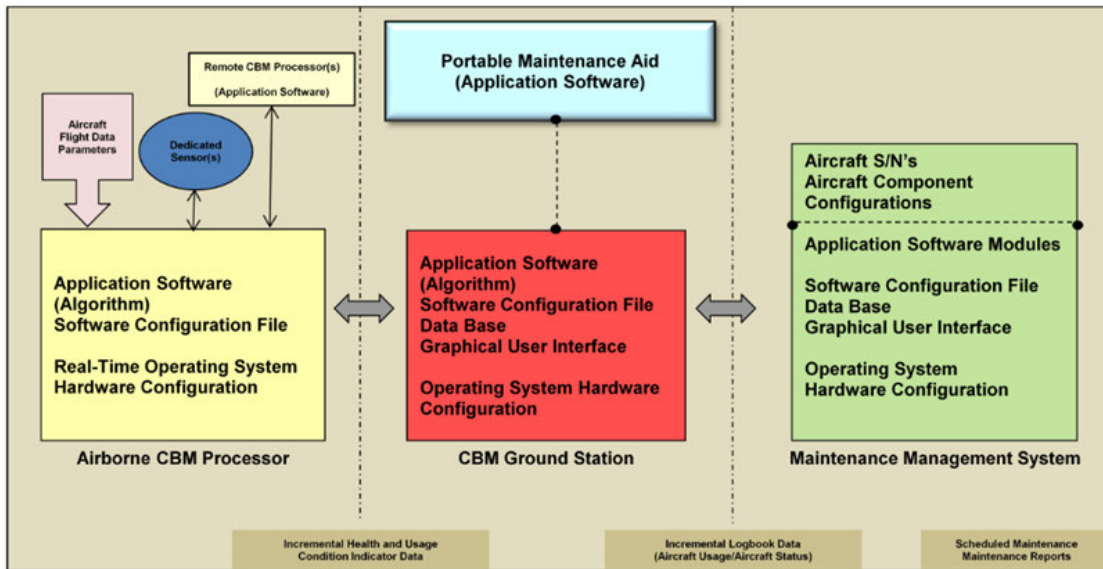 Remote CBM Processor(s)
(Application Software)
Portable Maintenance Aid
(Application Software)
Aircraft
Flight Data
Parameters
Dedicated
Sensor(s)
Aircraft S/N's
Aircraft Component
Configurations
Application Software
(Algorithm)
Software Configuration File
Real-Time Operating System
Hardware Configuration
Airborne CBM Processor
Application Software
(Algorithm)
Software Configuration File
Data Base
Graphical User Interface
Operating System Hardware
Configuration
CBM Ground Station
Application Software Modules
Software Configuration File
Data Base
Graphical User Interface
Operating System
Hardware Configuration
Maintenance Management System
Incremental Health and Usage
Condition Indicator Data
Incremental Logbook Data
(Aircraft Usage/Aircraft Status)
Scheduled Maintenance
Maintenance Reports